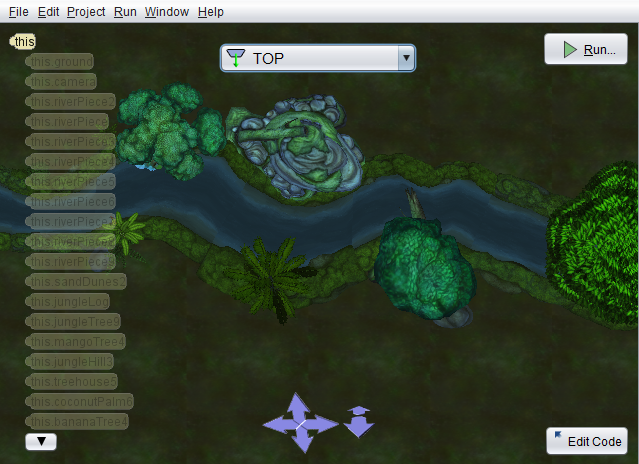 File Edit Project Run Window Help
this
TOP
Run...
this.ground
this.camera
this.riverPiece2
this.riverPiece
this.riverPiece3
this.riverPiece4
this.riverPiece5
this.riverPiece6
this.riverPiece7
this.riverPiece8
this.riverPiece9
this.sandDunes2
this.jungleLog
this.jungleTree3
this.mangoTree4
this.jungleHill3
this.treehouse5
this.coconutPalm6
this.bananaTree4
Edit Code